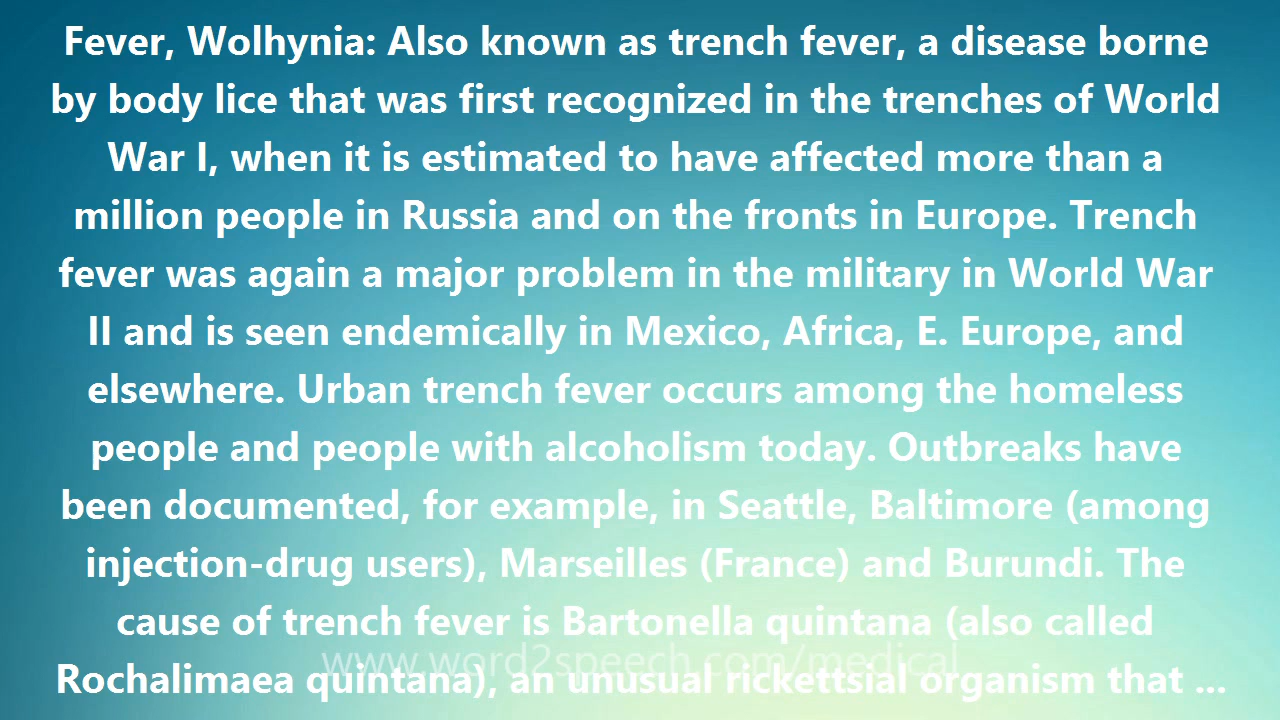 Fever, Wolhynia: Also known as trench fever, a disease borne
by body lice that was first recognized in the trenches of World
War I, when it is estimated to have affected more than a
million people in Russia and on the fronts in Europe. Trench
fever was again a major problem in the military in World War
II and is seen endemically in Mexico, Africa, E. Europe, and
elsewhere. Urban trench fever occurs among the homeless
people and people with alcoholism today. Outbreaks have
been documented, for example, in Seattle, Baltimore (among
injection-drug users), Marseilles (France) and Burundi. The
cause of trench fever is Bartonella quintana (also called
www.word2speech.com/medical
Rochalimaea quintana), an unusual rickettsial organism that ...